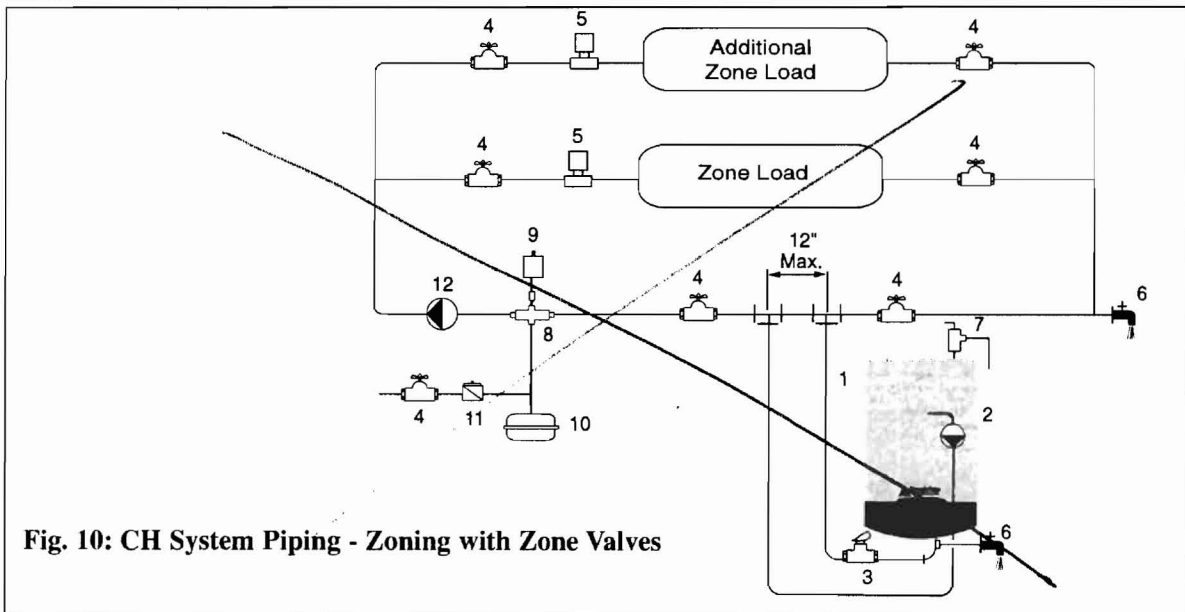 4 5 4
Additional
Zone Load
4 5 4
Zone Load
12"
Max.
9
12 4 4 6
8 7
1
2
4 11 10
6
3
Fig. 10: CH System Piping - Zoning with Zone Valves